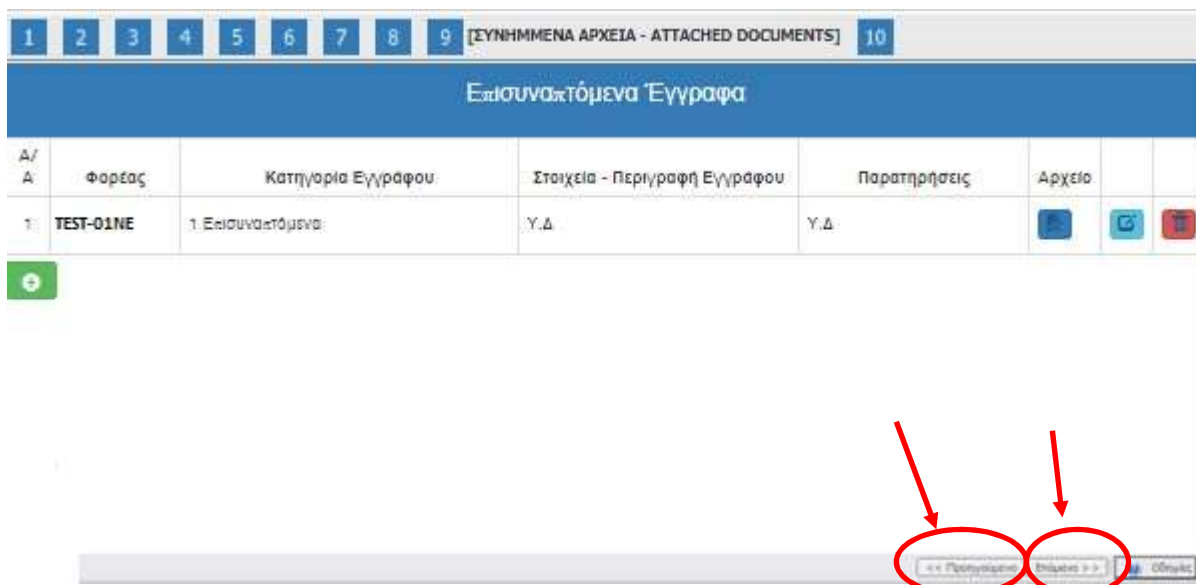 1 2 3 4 5 6 7 8 9 [ΣΥΝΗΜΜΕΝΑ ΑΡΧΕΙΑ - ATTACHED DOCUMENTS] 10
Επισυναπτόμενα Έγγραφα
Α/Α Φορέας Κατηγορία Εγγράφου Στοιχεία - Περιγραφή Εγγράφου Παρατηρήσεις Αρχείο
1 TEST-01NE 1 Επισυναπτόμενα Υ.Δ Υ.Δ
<< Προηγούμενο Επόμενο >> Οδηγίες